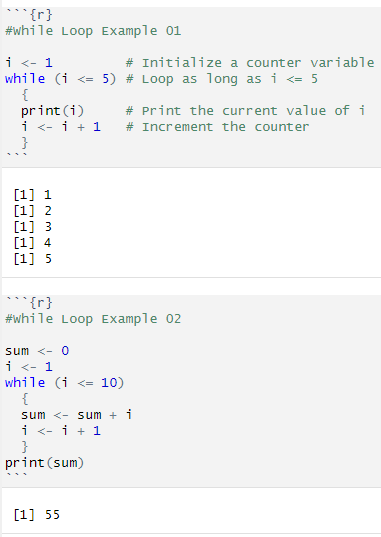 ```{r}
#While Loop Example 01
i <- 1         # Initialize a counter variable
while (i <= 5) # Loop as long as i <= 5
  {
  print(i)     # Print the current value of i
  i <- i + 1   # Increment the counter
  }
```
[1] 1
[1] 2
[1] 3
[1] 4
[1] 5
```{r}
#While Loop Example 02
sum <- 0
i <- 1
while (i <= 10)
  {
  sum <- sum + i
  i <- i + 1
  }
print(sum)
```
[1] 55